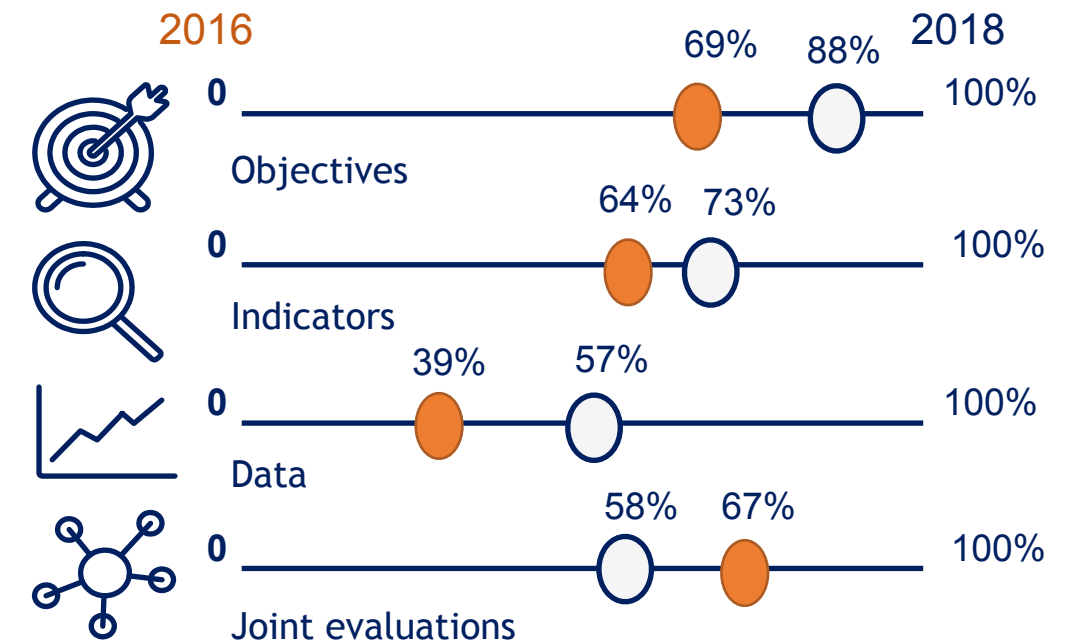 2016 2018
69% 88%
0 100%
Objectives
64% 73%
0 100%
Indicators
39% 57%
0 100%
Data
58% 67%
0 100%
Joint evaluations